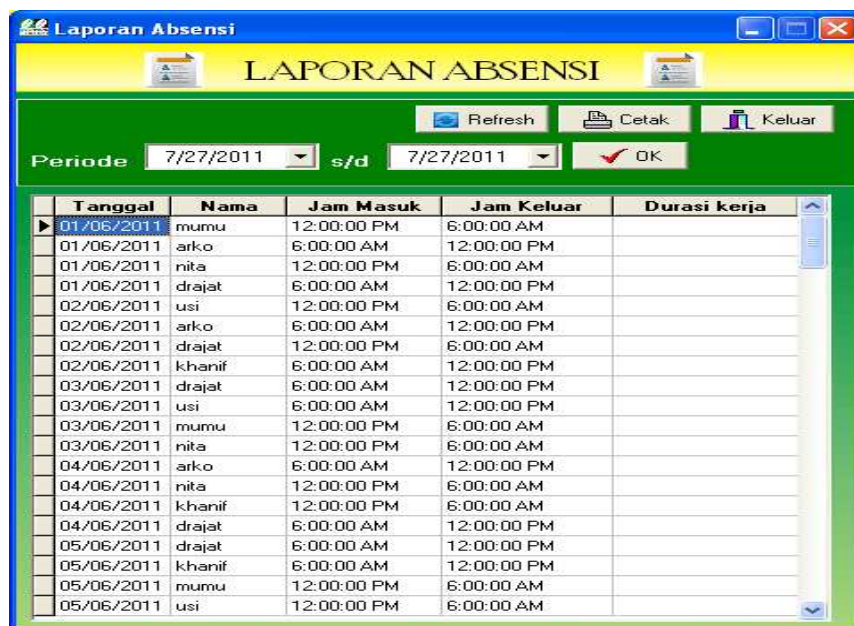 Laporan Absensi
LAPORAN ABSENSI
Refresh Cetak Keluar
Periode 7/27/2011 s/d 7/27/2011 OK
Tanggal Nama Jam Masuk Jam Keluar Durasi kerja
01/06/2011 mumu 12:00:00 PM 6:00:00 AM
01/06/2011 arko 6:00:00 AM 12:00:00 PM
01/06/2011 nita 12:00:00 PM 6:00:00 AM
01/06/2011 drajat 6:00:00 AM 12:00:00 PM
02/06/2011 usi 12:00:00 PM 6:00:00 AM
02/06/2011 arko 6:00:00 AM 12:00:00 PM
02/06/2011 drajat 12:00:00 PM 6:00:00 AM
02/06/2011 khanif 6:00:00 AM 12:00:00 PM
03/06/2011 drajat 6:00:00 AM 12:00:00 PM
03/06/2011 usi 6:00:00 AM 12:00:00 PM
03/06/2011 mumu 12:00:00 PM 6:00:00 AM
03/06/2011 nita 12:00:00 PM 6:00:00 AM
04/06/2011 arko 6:00:00 AM 12:00:00 PM
04/06/2011 nita 12:00:00 PM 6:00:00 AM
04/06/2011 khanif 12:00:00 PM 6:00:00 AM
04/06/2011 drajat 6:00:00 AM 12:00:00 PM
05/06/2011 drajat 6:00:00 AM 12:00:00 PM
05/06/2011 khanif 6:00:00 AM 12:00:00 PM
05/06/2011 mumu 12:00:00 PM 6:00:00 AM
05/06/2011 usi 12:00:00 PM 6:00:00 AM